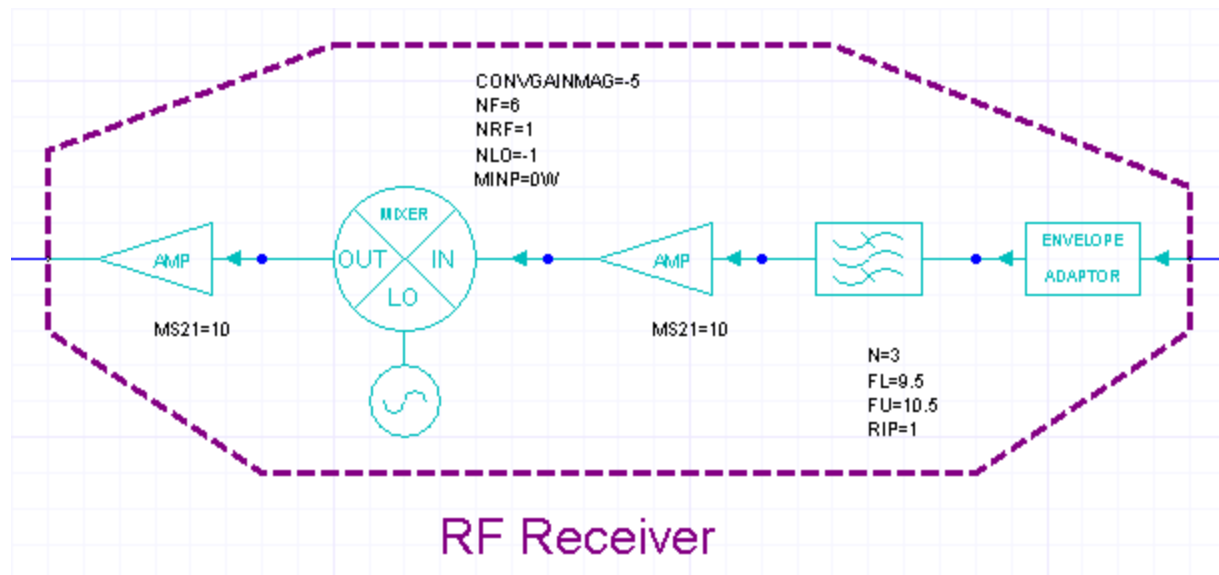 CONVGAINMAG=-5
NF=6
NRF=1
NLO=-1
MINP=0W
MIXER
OUT
IN
LO
AMP
MS21=10
AMP
MS21=10
ENVELOPE
ADAPTOR
N=3
FL=9.5
FU=10.5
RIP=1
RF Receiver